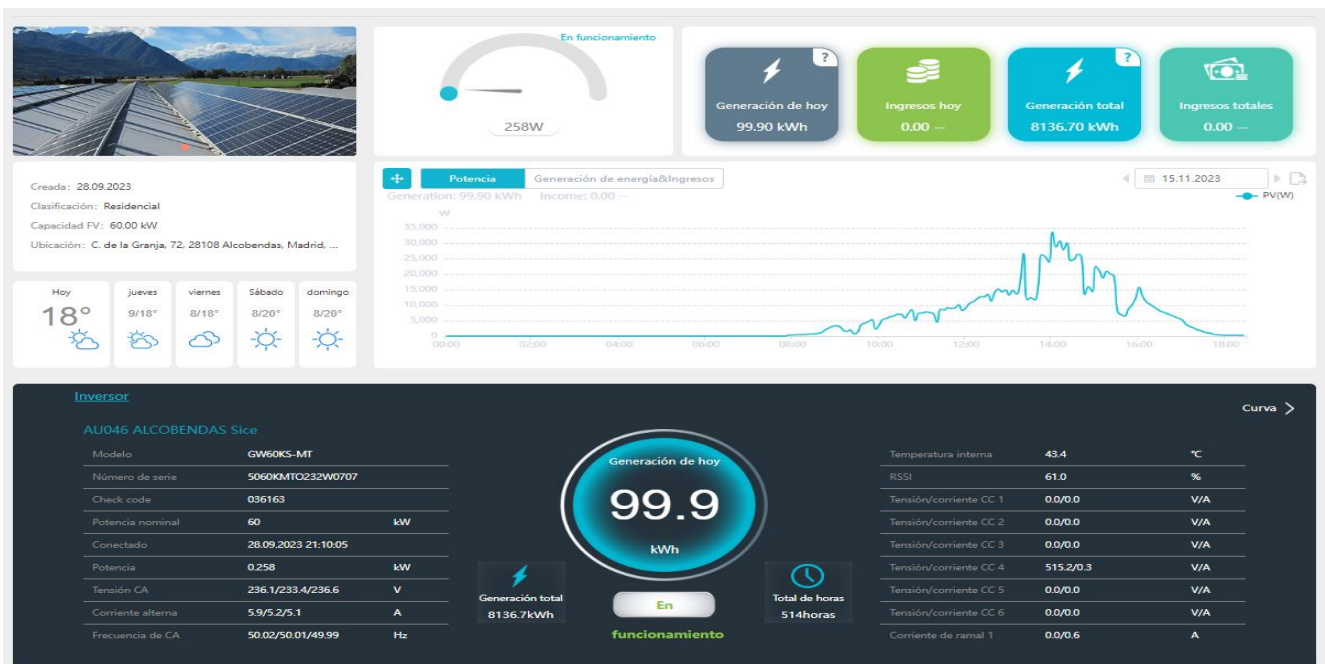 En funcionamiento
258W
?
Generación de hoy
99.90 kWh
Ingresos hoy
0.00 --
?
Generación total
8136.70 kWh
Ingresos totales
0.00 --
Creada: 28.09.2023
Clasificación: Residencial
Capacidad FV: 60.00 kW
Ubicación: C. de la Granja, 72, 28108 Alcobendas, Madrid, ...
Hoy
18°
jueves
9/18°
viernes
8/18°
Sábado
8/20°
domingo
8/20°
Potencia
Generación de energía&Ingresos
15.11.2023
Generation: 99.90 kWh Income: 0.00 --
PV(W)
W
35,000
30,000
25,000
20,000
15,000
10,000
5,000
0
00:00 02:00 04:00 06:00 08:00 10:00 12:00 14:00 16:00 18:00
Inversor
Curva >
AU046 ALCOBENDAS Sice
Modelo GW60KS-MT
Número de serie 5060KMTO232W0707
Check code 036163
Potencia nominal 60 kW
Conectado 28.09.2023 21:10:05
Potencia 0.258 kW
Tensión CA 236.1/233.4/236.6 V
Corriente alterna 5.9/5.2/5.1 A
Frecuencia de CA 50.02/50.01/49.99 Hz
Generación de hoy
99.9
kWh
Generación total
8136.7kWh
En
funcionamiento
Total de horas
514horas
Temperatura interna 43.4 ℃
RSSI 61.0 %
Tensión/corriente CC 1 0.0/0.0 V/A
Tensión/corriente CC 2 0.0/0.0 V/A
Tensión/corriente CC 3 0.0/0.0 V/A
Tensión/corriente CC 4 515.2/0.3 V/A
Tensión/corriente CC 5 0.0/0.0 V/A
Tensión/corriente CC 6 0.0/0.0 V/A
Corriente de ramal 1 0.0/0.6 A